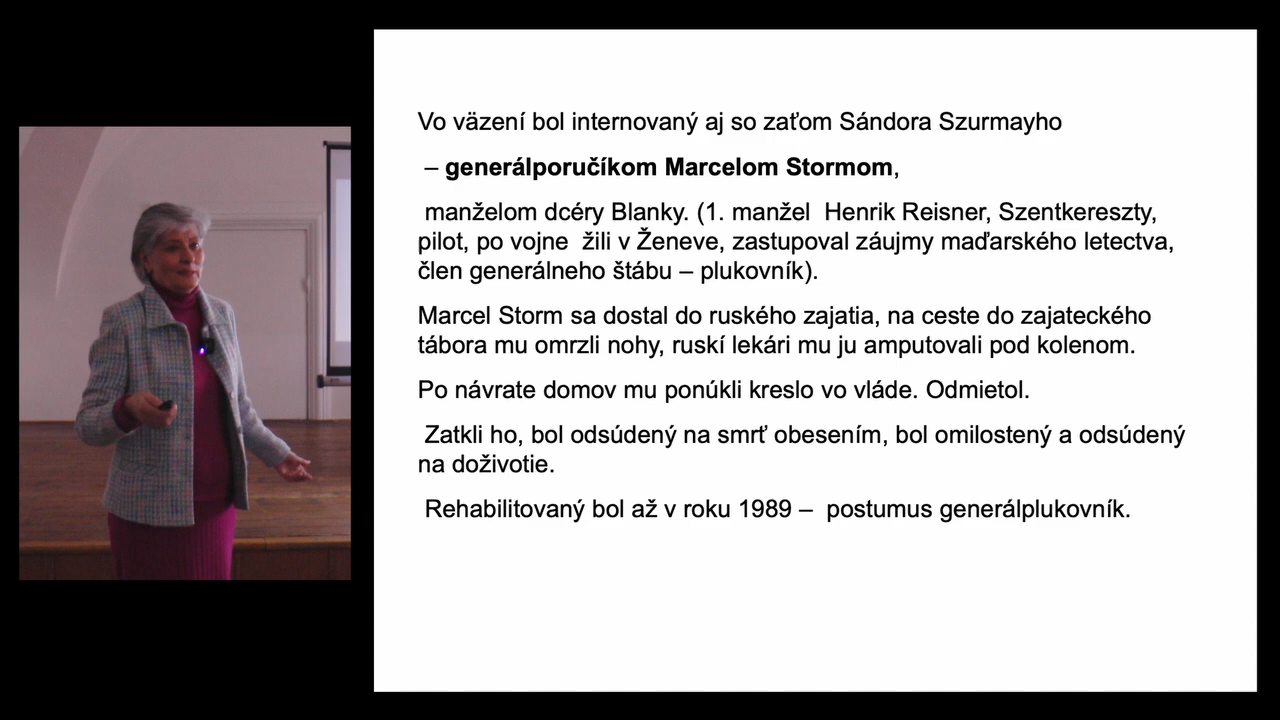 Vo väzení bol internovaný aj so zaťom Sándora Szurmayho
– generálporučíkom Marcelom Stormom,
manželom dcéry Blanky. (1. manžel Henrik Reisner, Szentkereszty,
pilot, po vojne žili v Ženeve, zastupoval záujmy maďarského letectva,
člen generálneho štábu – plukovník).
Marcel Storm sa dostal do ruského zajatia, na ceste do zajateckého
tábora mu omrzli nohy, ruskí lekári mu ju amputovali pod kolenom.
Po návrate domov mu ponúkli kreslo vo vláde. Odmietol.
Zatkli ho, bol odsúdený na smrť obesením, bol omilostený a odsúdený
na doživotie.
Rehabilitovaný bol až v roku 1989 – postumus generálplukovník.